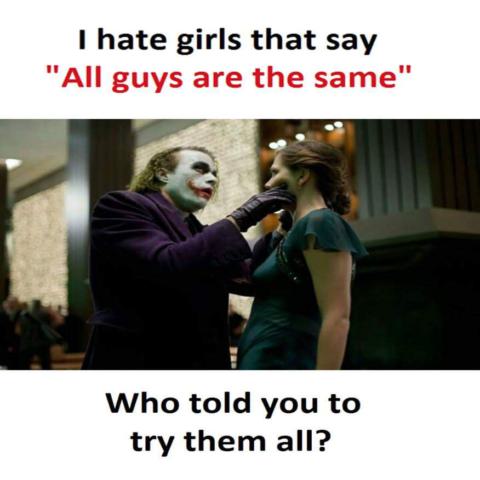 I hate girls that say
"All guys are the same"
Who told you to
try them all?